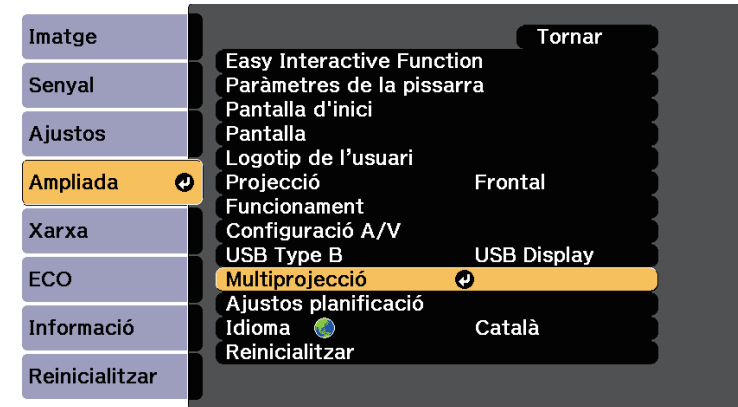 Imatge
Senyal
Ajustos
Ampliada
Xarxa
ECO
Informació
Reinicialitzar
Tornar
Easy Interactive Function
Paràmetres de la pissarra
Pantalla d'inici
Pantalla
Logotip de l’usuari
Projecció Frontal
Funcionament
Configuració A/V
USB Type B USB Display
Multiprojecció
Ajustos planificació
Idioma Català
Reinicialitzar